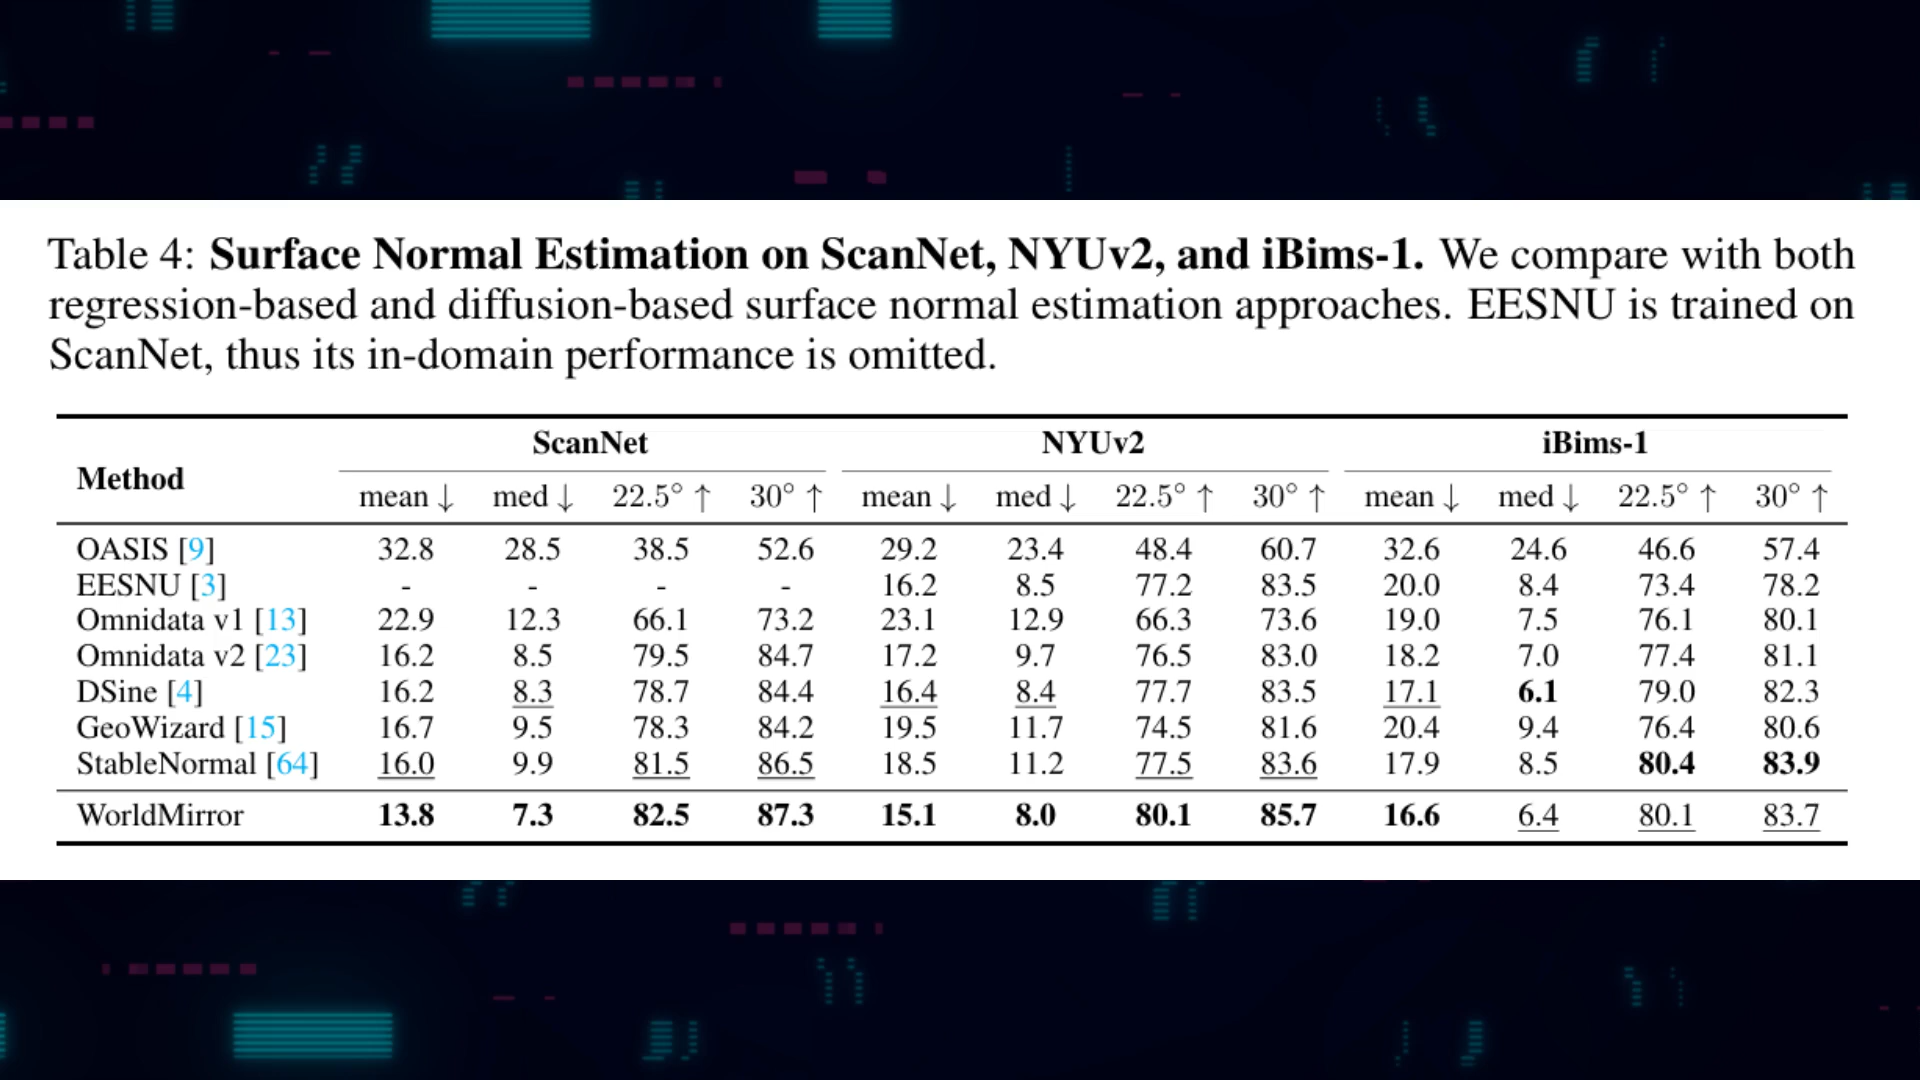 Table 4: Surface Normal Estimation on ScanNet, NYUv2, and iBims-1. We compare with both
regression-based and diffusion-based surface normal estimation approaches. EESNU is trained on
ScanNet, thus its in-domain performance is omitted.
Method ScanNet NYUv2 iBims-1
mean ↓ med ↓ 22.5° ↑ 30° ↑ mean ↓ med ↓ 22.5° ↑ 30° ↑ mean ↓ med ↓ 22.5° ↑ 30° ↑
OASIS [9] 32.8 28.5 38.5 52.6 29.2 23.4 48.4 60.7 32.6 24.6 46.6 57.4
EESNU [3] - - - - 16.2 8.5 77.2 83.5 20.0 8.4 73.4 78.2
Omnidata v1 [13] 22.9 12.3 66.1 73.2 23.1 12.9 66.3 73.6 19.0 7.5 76.1 80.1
Omnidata v2 [23] 16.2 8.5 79.5 84.7 17.2 9.7 76.5 83.0 18.2 7.0 77.4 81.1
DSine [4] 16.2 8.3 78.7 84.4 16.4 8.4 77.7 83.5 17.1 6.1 79.0 82.3
GeoWizard [15] 16.7 9.5 78.3 84.2 19.5 11.7 74.5 81.6 20.4 9.4 76.4 80.6
StableNormal [64] 16.0 9.9 81.5 86.5 18.5 11.2 77.5 83.6 17.9 8.5 80.4 83.9
WorldMirror 13.8 7.3 82.5 87.3 15.1 8.0 80.1 85.7 16.6 6.4 80.1 83.7